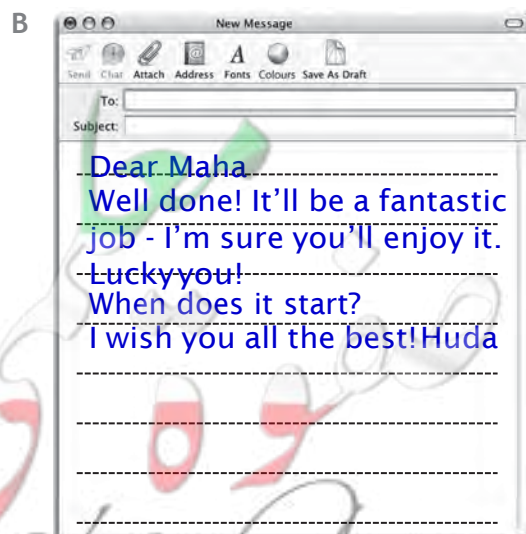 B
New Message
Send Chat Attach Address Fonts Colours Save As Draft
To:
Subject:
Dear Maha
Well done! It'll be a fantastic
job - I'm sure you'll enjoy it.
Luckyyou!
When does it start?
I wish you all the best!Huda